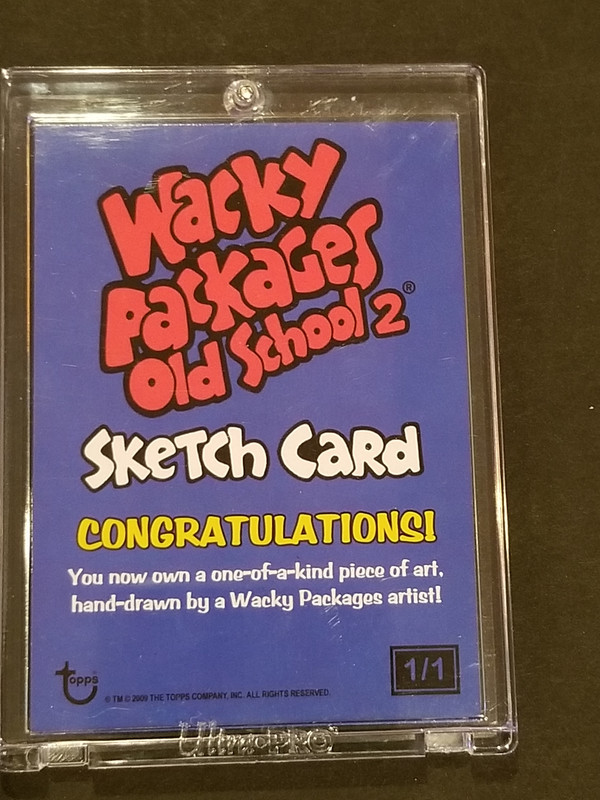 Wacky
Packages
Old School 2®
Sketch Card
CONGRATULATIONS!
You now own a one-of-a-kind piece of art,
hand-drawn by a Wacky Packages artist!
topps®
® TM © 2009 THE TOPPS COMPANY, INC. ALL RIGHTS RESERVED.
1/1
UltraPRO